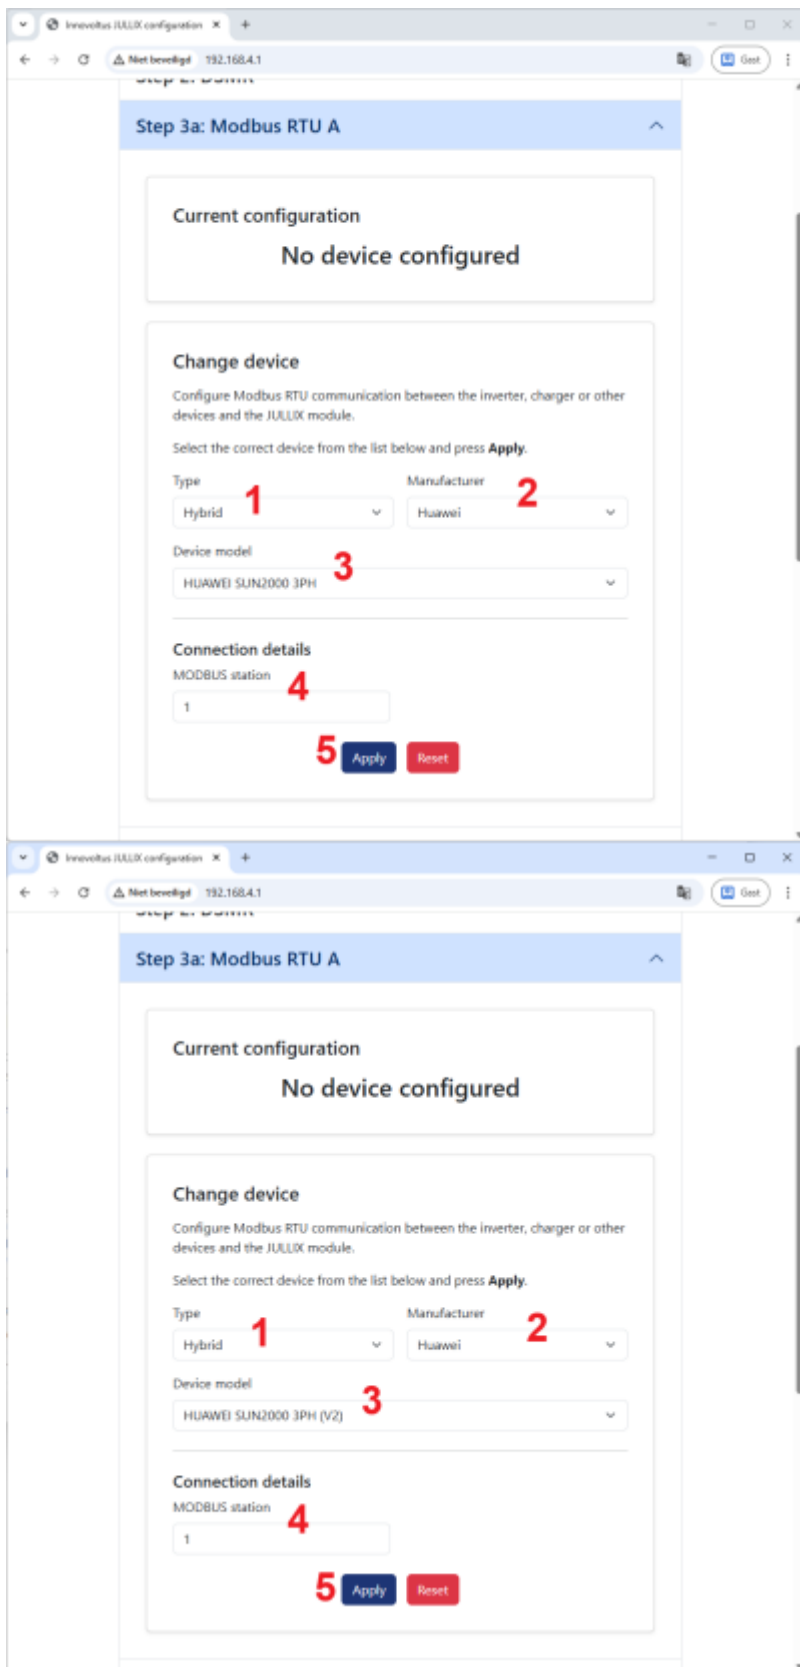 Innovoltus JULLIX configuration
Niet beveiligd 192.168.4.1
Gast
Step 2: DSMR
Step 3a: Modbus RTU A
Current configuration
No device configured
Change device
Configure Modbus RTU communication between the inverter, charger or other
devices and the JULLIX module.
Select the correct device from the list below and press Apply.
Type 1 Manufacturer 2
Hybrid Huawei
Device model 3
HUAWEI SUN2000 3PH
Connection details
MODBUS station 4
1
5 Apply Reset
Innovoltus JULLIX configuration
Niet beveiligd 192.168.4.1
Gast
Step 2: DSMR
Step 3a: Modbus RTU A
Current configuration
No device configured
Change device
Configure Modbus RTU communication between the inverter, charger or other
devices and the JULLIX module.
Select the correct device from the list below and press Apply.
Type 1 Manufacturer 2
Hybrid Huawei
Device model 3
HUAWEI SUN2000 3PH (V2)
Connection details
MODBUS station 4
1
5 Apply Reset